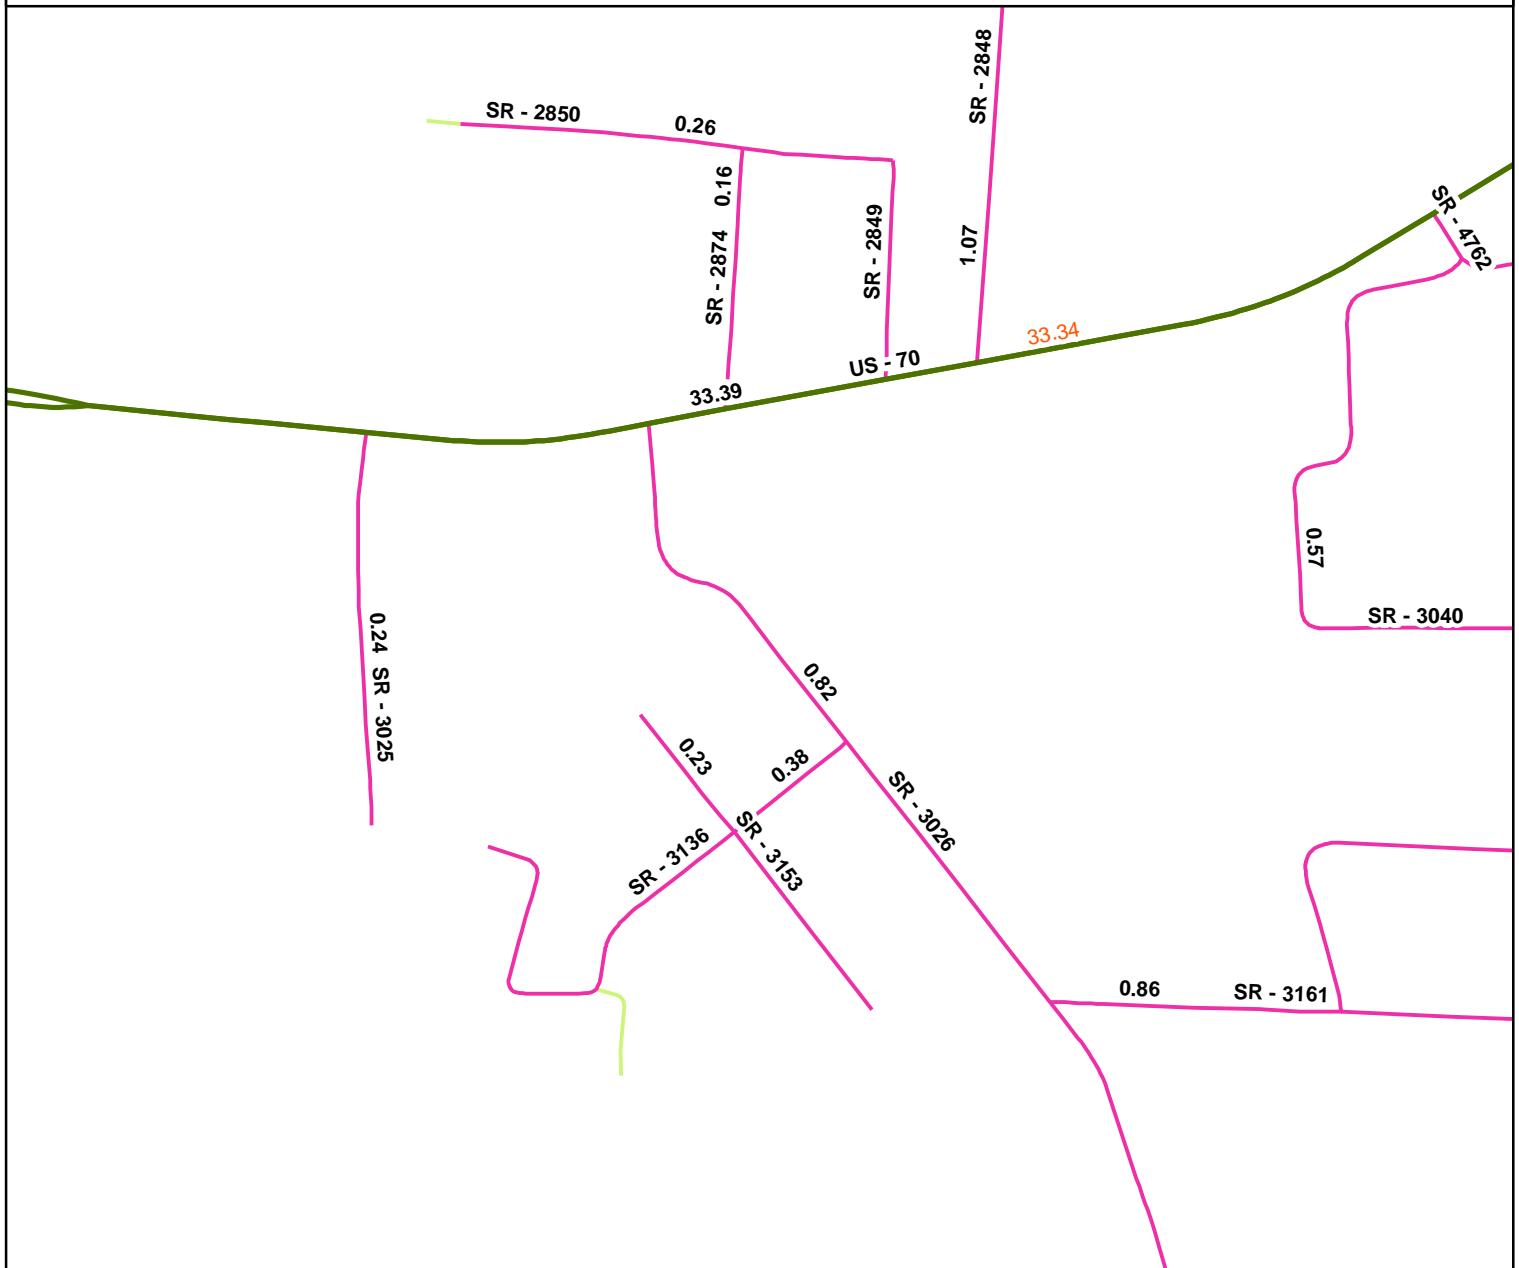 SR - 2848
SR - 2850
0.26
0.16
SR - 2874
SR - 2849
1.07
SR - 4762
33.34
US - 70
33.39
0.57
SR - 3040
0.24 SR - 3025
0.82
0.23
0.38
SR - 3026
SR - 3136
SR - 3153
0.86
SR - 3161